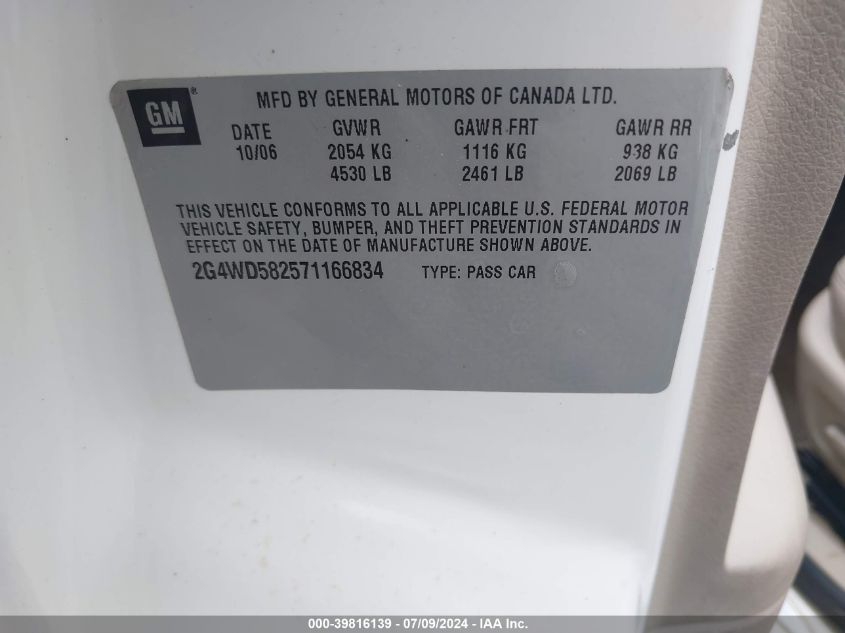 GM ®
MFD BY GENERAL MOTORS OF CANADA LTD.
DATE GVWR GAWR FRT GAWR RR
10/06 2054 KG 1116 KG 938 KG
4530 LB 2461 LB 2069 LB
THIS VEHICLE CONFORMS TO ALL APPLICABLE U.S. FEDERAL MOTOR
VEHICLE SAFETY, BUMPER, AND THEFT PREVENTION STANDARDS IN
EFFECT ON THE DATE OF MANUFACTURE SHOWN ABOVE.
2G4WD582571166834 TYPE: PASS CAR
000-39816139 - 07/09/2024 - IAA Inc.